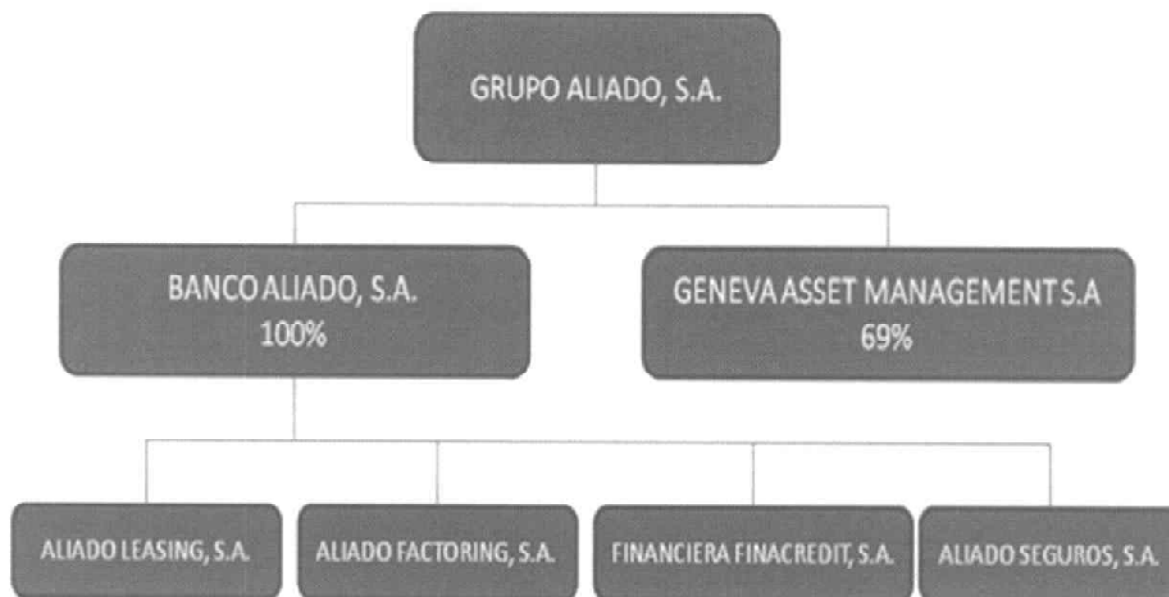 GRUPO ALIADO, S.A.
BANCO ALIADO, S.A.
100%
GENEVA ASSET MANAGEMENT S.A
69%
ALIADO LEASING, S.A.
ALIADO FACTORING, S.A.
FINANCIERA FINACREDIT, S.A.
ALIADO SEGUROS, S.A.